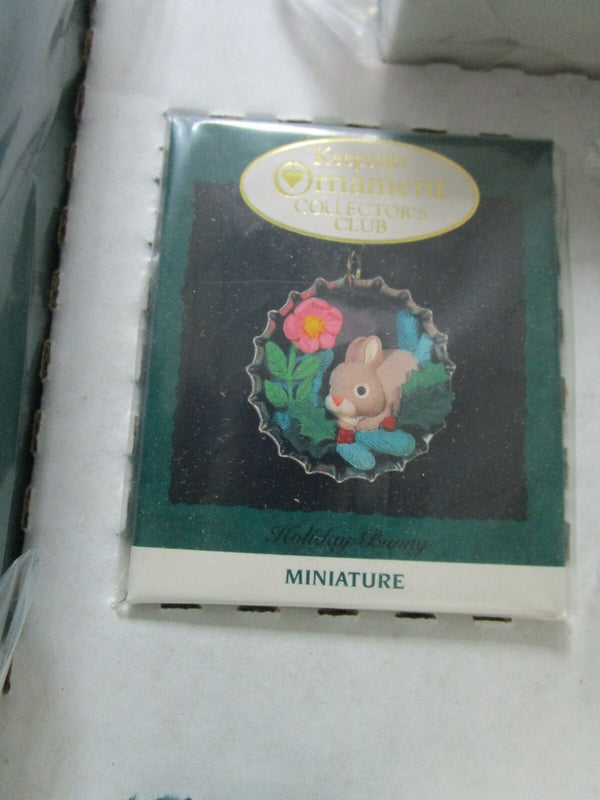 Keepsake
Ornament
COLLECTOR'S
CLUB
Holiday Bunny
MINIATURE